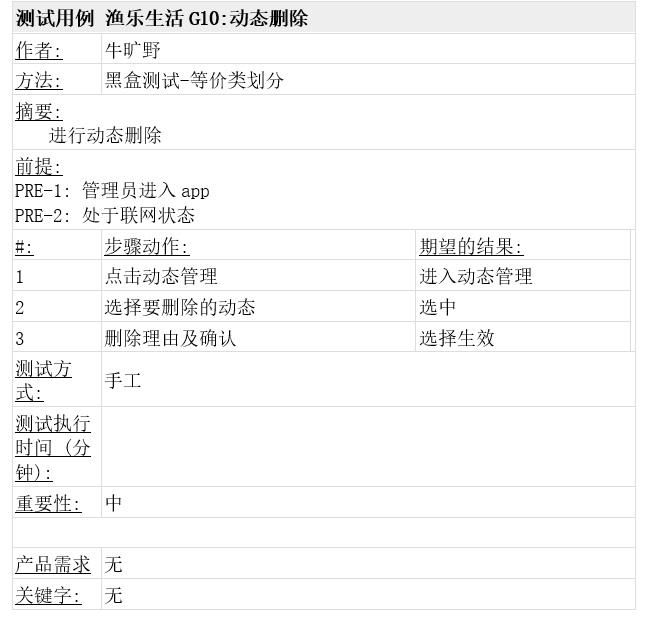 测试用例 渔乐生活G10:动态删除
作者: 牛旷野
方法: 黑盒测试-等价类划分
摘要:
进行动态删除
前提:
PRE-1: 管理员进入app
PRE-2: 处于联网状态
#: 步骤动作: 期望的结果:
1 点击动态管理 进入动态管理
2 选择要删除的动态 选中
3 删除理由及确认 选择生效
测试方
式: 手工
测试执行
时间 (分
钟):
重要性: 中
产品需求 无
关键字: 无